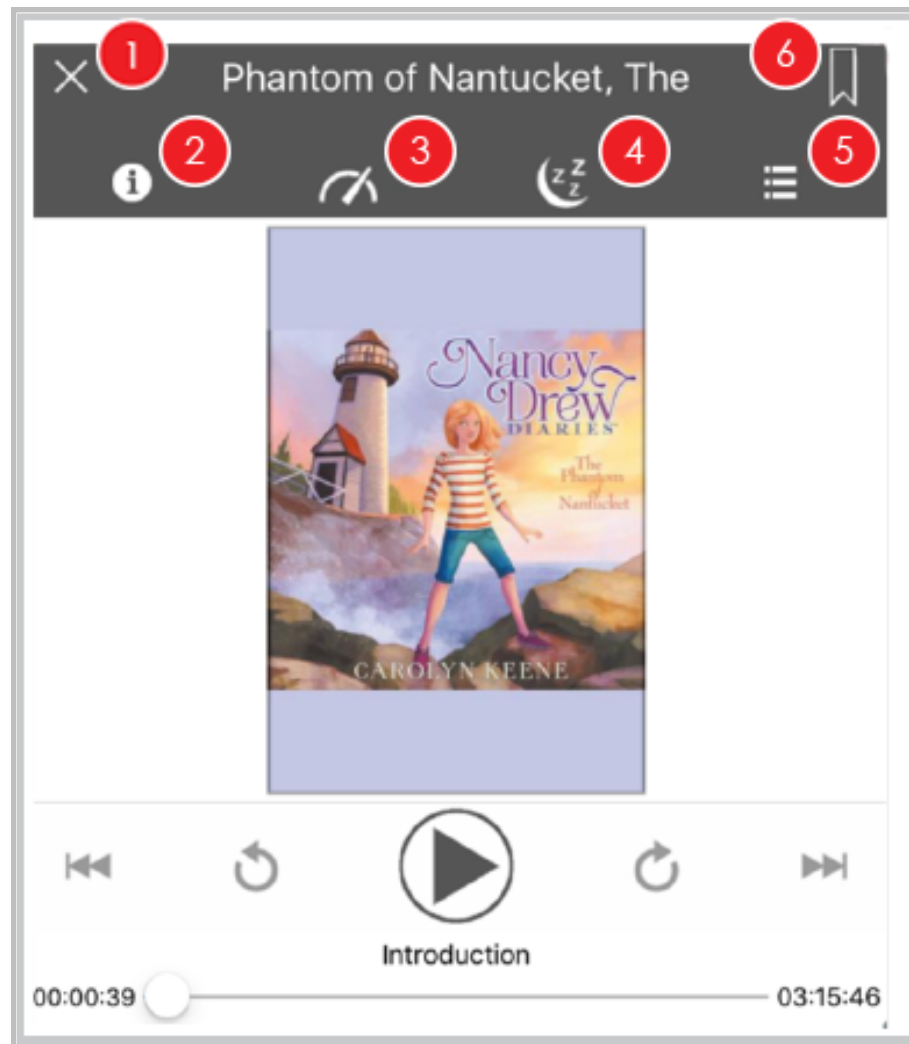 1
6
Phantom of Nantucket, The
2
3
4
5
i
z z z
Nancy
Drew
DIARIES
The
Phantom
of
Nantucket
CAROLYN KEENE
Introduction
00:00:39
03:15:46